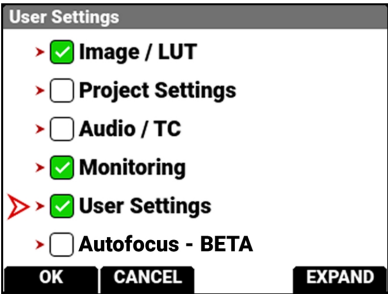 User Settings
Image / LUT
Project Settings
Audio / TC
Monitoring
User Settings
Autofocus - BETA
OK CANCEL EXPAND